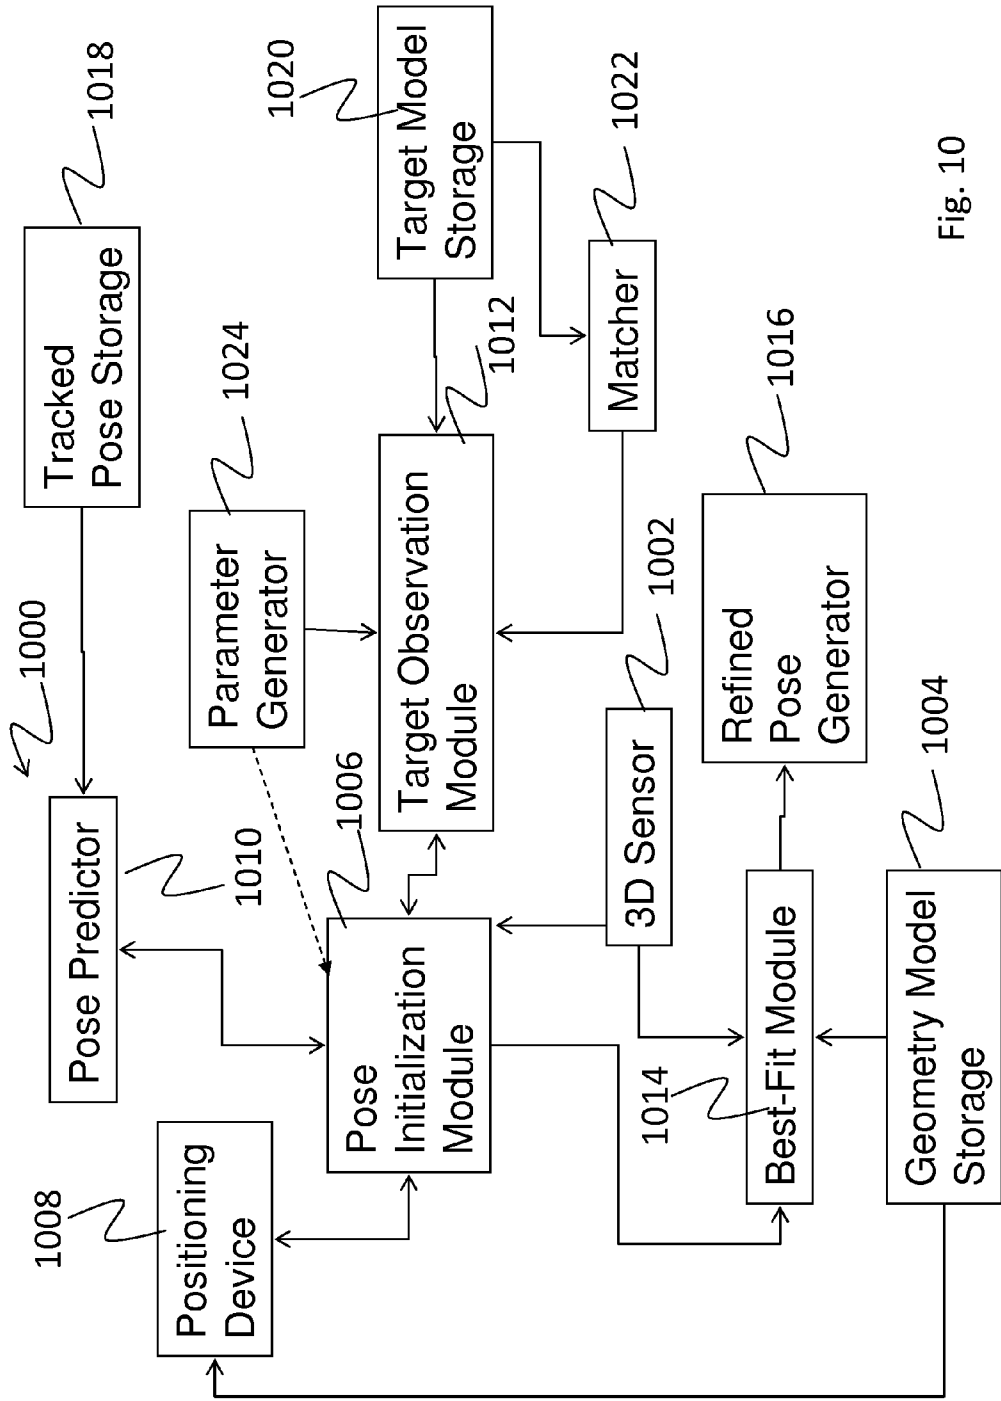 1000
Tracked
Pose Storage
1018
Pose Predictor
1010
Parameter
Generator
1024
Positioning
Device
1008
Pose
Initialization
Module
1006
Target Observation
Module
1012
Target Model
Storage
1020
Matcher
1022
3D Sensor
1002
Best-Fit Module
1014
Refined
Pose
Generator
1016
Geometry Model
Storage
1004
Fig. 10